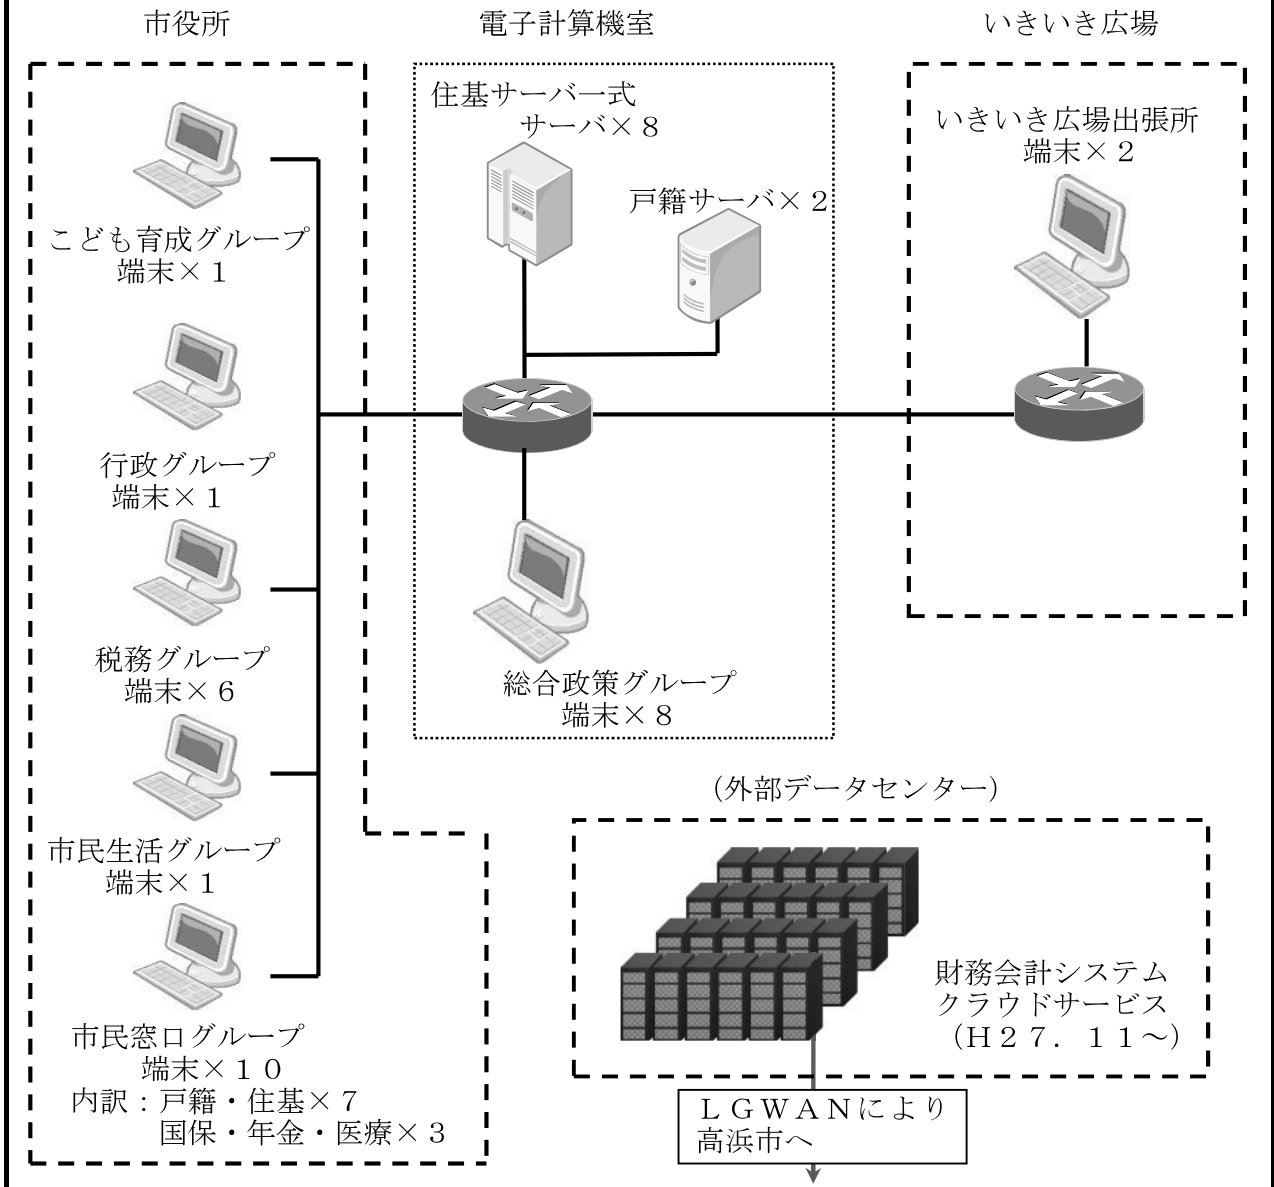 市役所
こども育成グループ
端末×１
行政グループ
端末×１
税務グループ
端末×６
市民生活グループ
端末×１
市民窓口グループ
端末×１０
内訳：戸籍・住基×７
国保・年金・医療×３
電子計算機室
住基サーバ一式
サーバ×８
戸籍サーバ×２
総合政策グループ
端末×８
いきいき広場
いきいき広場出張所
端末×２
（外部データセンター）
財務会計システム
クラウドサービス
（Ｈ２７．１１～）
ＬＧＷＡＮにより
高浜市へ